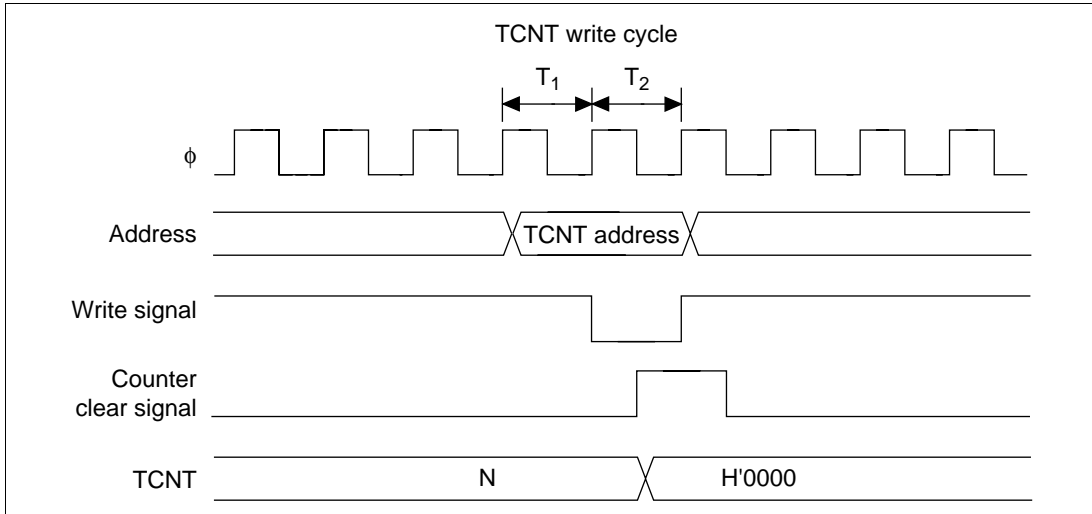 TCNT write cycle
T1 T2
ϕ
Address
TCNT address
Write signal
Counter
clear signal
TCNT
N
H'0000